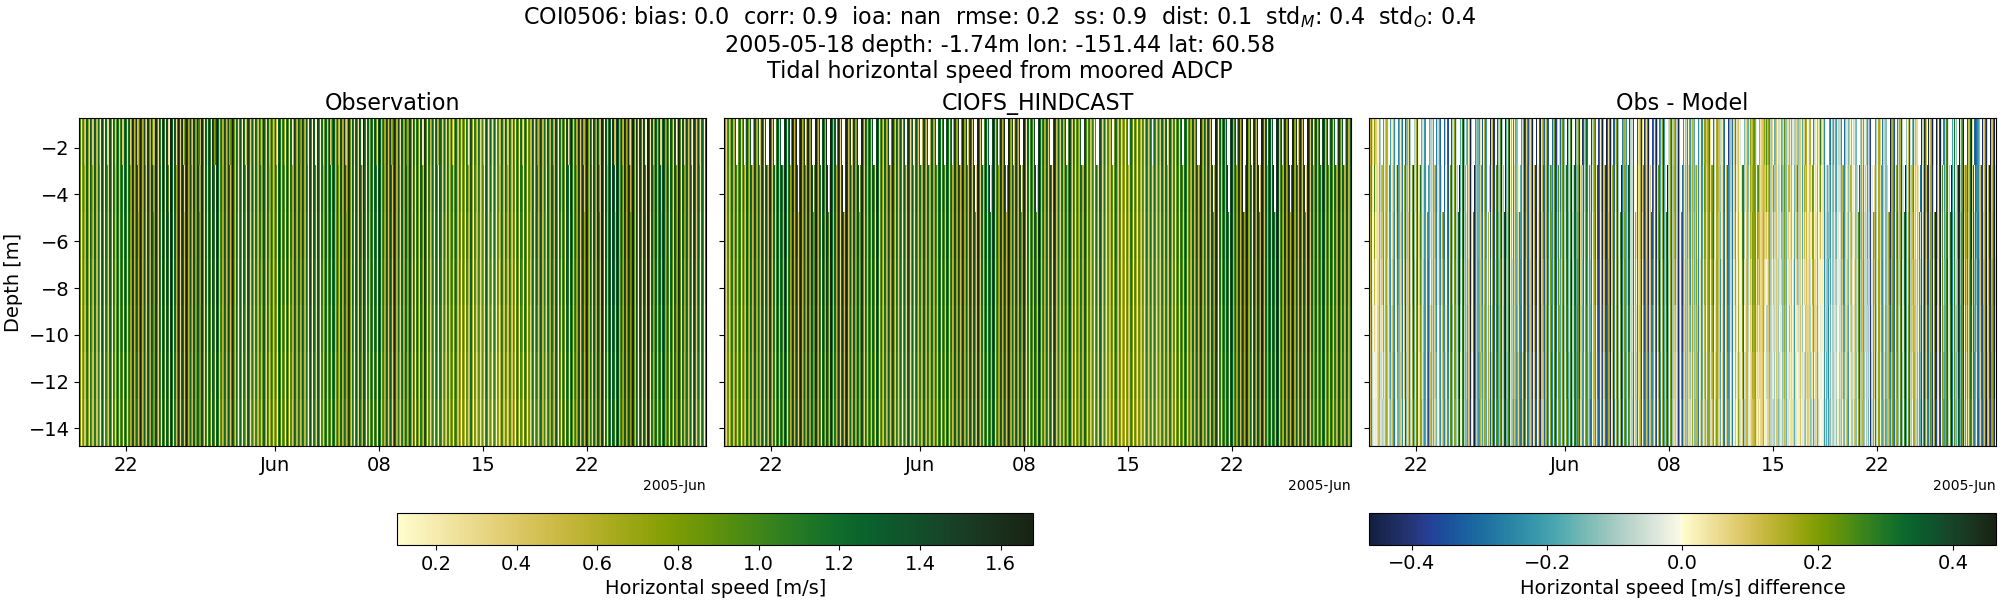 COI0506: bias: 0.0 corr: 0.9 ioa: nan rmse: 0.2 ss: 0.9 dist: 0.1 std_M: 0.4 std_O: 0.4
2005-05-18 depth: -1.74m lon: -151.44 lat: 60.58
Tidal horizontal speed from moored ADCP
Observation
CIOFS_HINDCAST
Obs - Model
Depth [m]
−2
−4
−6
−8
−10
−12
−14
22 Jun 08 15 22
2005-Jun
22 Jun 08 15 22
2005-Jun
22 Jun 08 15 22
2005-Jun
0.2 0.4 0.6 0.8 1.0 1.2 1.4 1.6
Horizontal speed [m/s]
−0.4 −0.2 0.0 0.2 0.4
Horizontal speed [m/s] difference